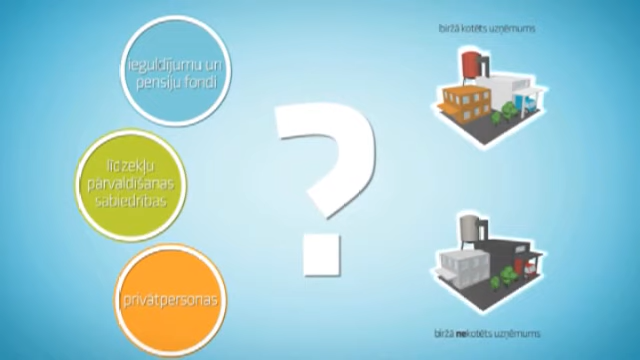 ieguldījumu un
pensiju fondi
līdzekļu
pārvaldīšanas
sabiedrības
privātpersonas
?
biržā kotēts uzņēmums
biržā nekotēts uzņēmums